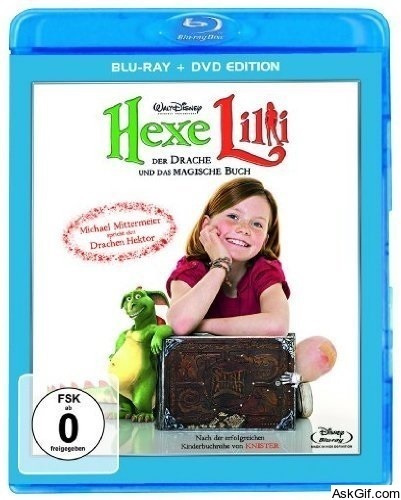 Blu-ray Disc
BLU-RAY + DVD EDITION
WALT DISNEY
Hexe Lilli
DER DRACHE
UND DAS MAGISCHE BUCH
Michael Mittermeier
spricht den
Drachen Hektor
FSK
ab
0
freigegeben
Nach der erfolgreichen
Kinderbuchreihe von KNISTER
Disney
Blu-ray
AskGif.com